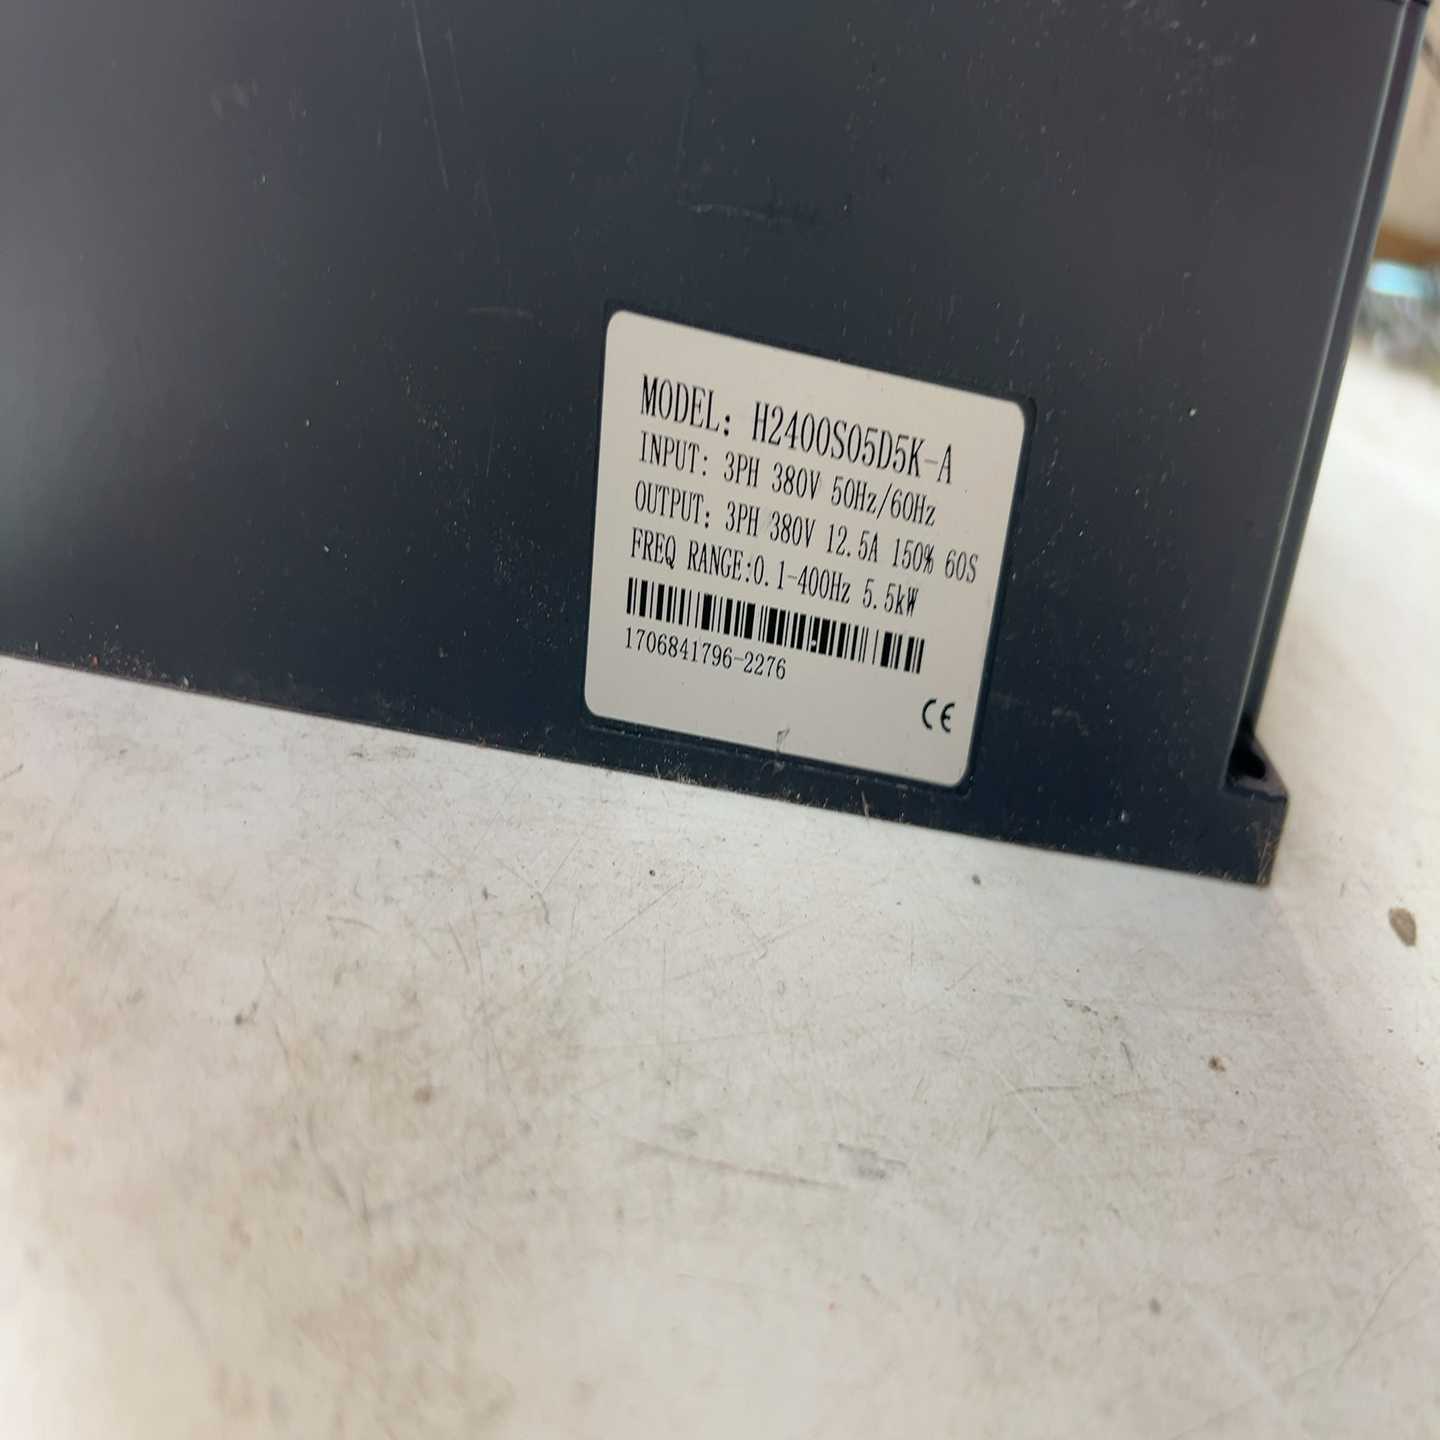 MODEL: H2400S05D5K-A
INPUT: 3PH 380V 50Hz/60Hz
OUTPUT: 3PH 380V 12.5A 150% 60S
FREQ RANGE:0.1-400Hz 5.5kW
1706841796-2276
CE